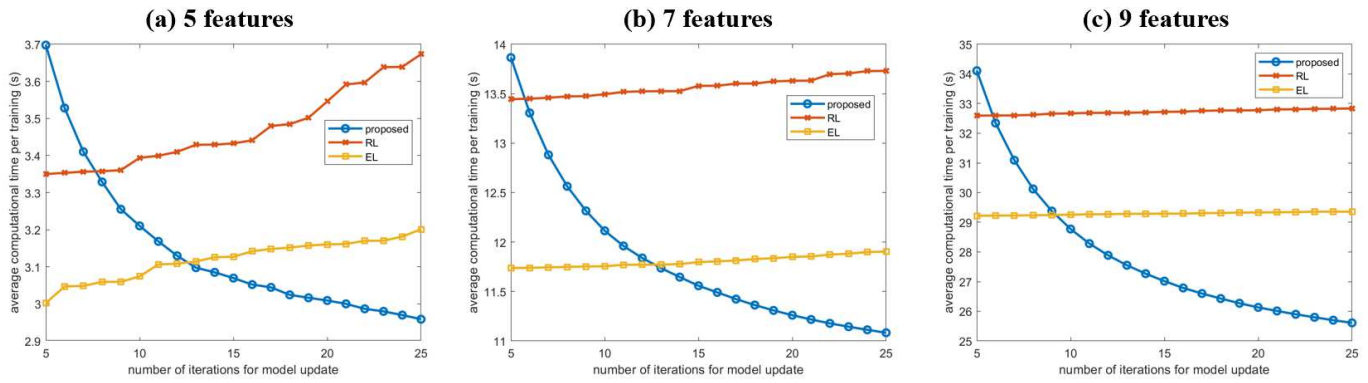 (a) 5 features
average computational time per training (s)
3.7
3.6
3.5
3.4
3.3
3.2
3.1
3
2.9
5
10
15
20
25
number of iterations for model update
proposed
RL
EL
(b) 7 features
average computational time per training (s)
14
13.5
13
12.5
12
11.5
11
5
10
15
20
25
number of iterations for model update
proposed
RL
EL
(c) 9 features
average computational time per training (s)
35
34
33
32
31
30
29
28
27
26
25
5
10
15
20
25
number of iterations for model update
proposed
RL
EL